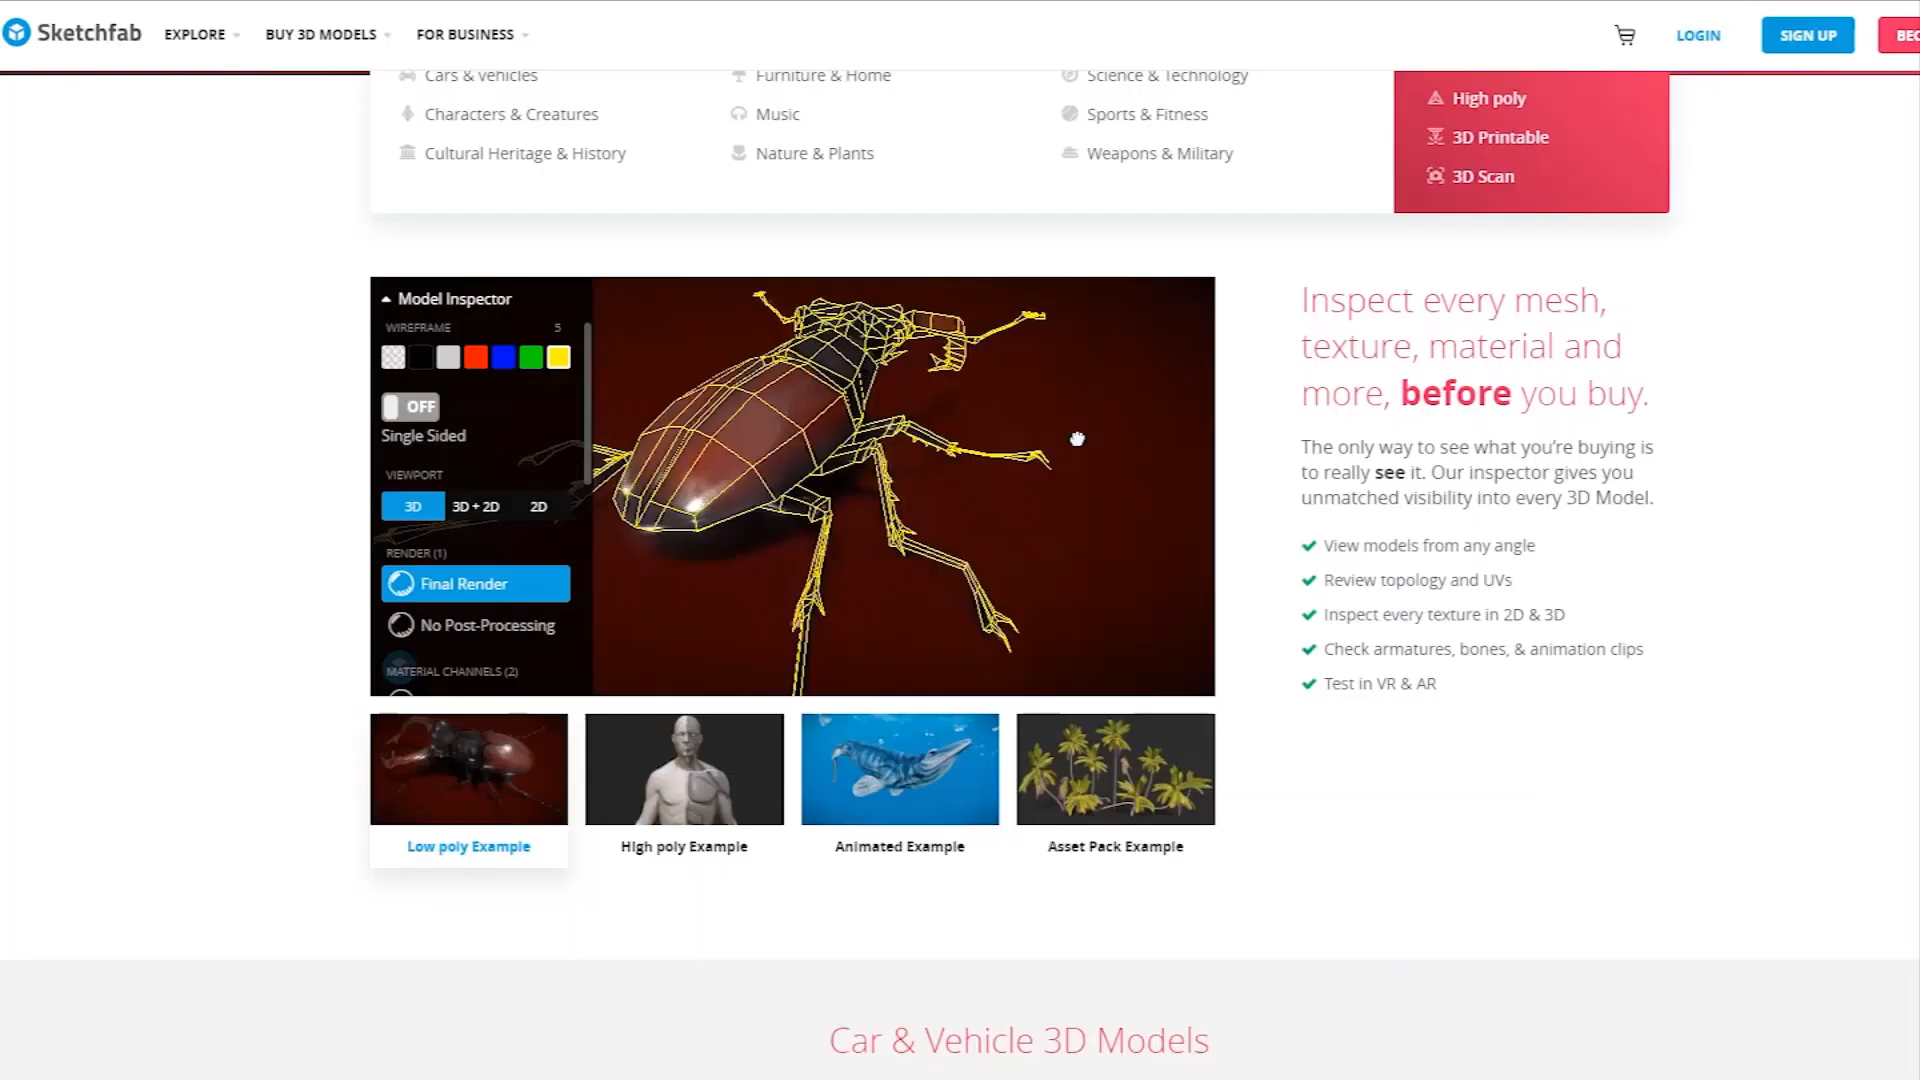 Sketchfab EXPLORE BUY 3D MODELS FOR BUSINESS LOGIN SIGN UP BEC
Cars & vehicles Furniture & Home Science & Technology
High poly
Characters & Creatures Music Sports & Fitness
3D Printable
Cultural Heritage & History Nature & Plants Weapons & Military
3D Scan
Model Inspector
WIREFRAME 5
OFF
Single Sided
VIEWPORT
3D 3D + 2D 2D
RENDER (1)
Final Render
No Post-Processing
MATERIAL CHANNELS (2)
Inspect every mesh,
texture, material and
more, before you buy.
The only way to see what you’re buying is
to really see it. Our inspector gives you
unmatched visibility into every 3D Model.
View models from any angle
Review topology and UVs
Inspect every texture in 2D & 3D
Check armatures, bones, & animation clips
Test in VR & AR
Low poly Example High poly Example Animated Example Asset Pack Example
Car & Vehicle 3D Models